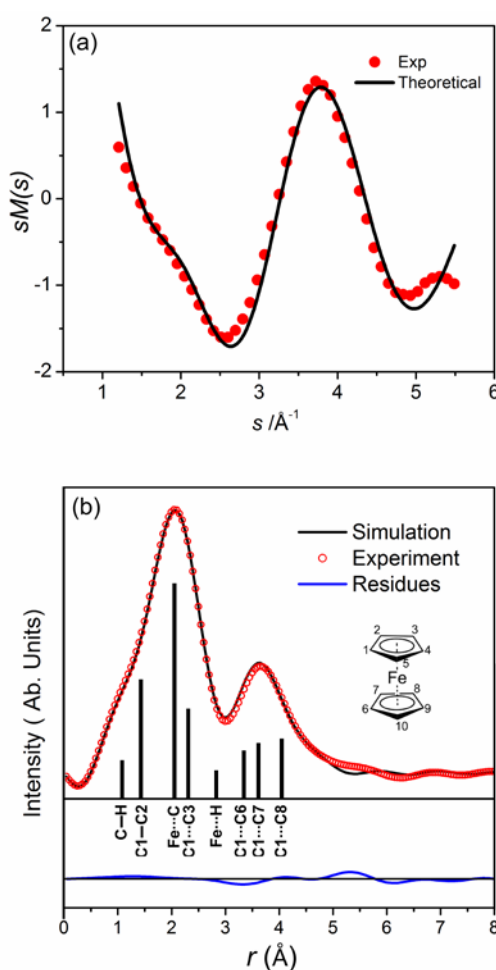 (a)
Exp
Theoretical
sM(s)
2
1
0
-1
-2
1 2 3 4 5 6
s /Å⁻¹
(b)
Simulation
Experiment
Residues
2 3
1 5 4
Fe
7 8
6 9
10
Intensity ( Ab. Units)
C—H
C1—C2
Fe···C
C1···C3
Fe···H
C1···C6
C1···C7
C1···C8
0 1 2 3 4 5 6 7 8
r (Å)